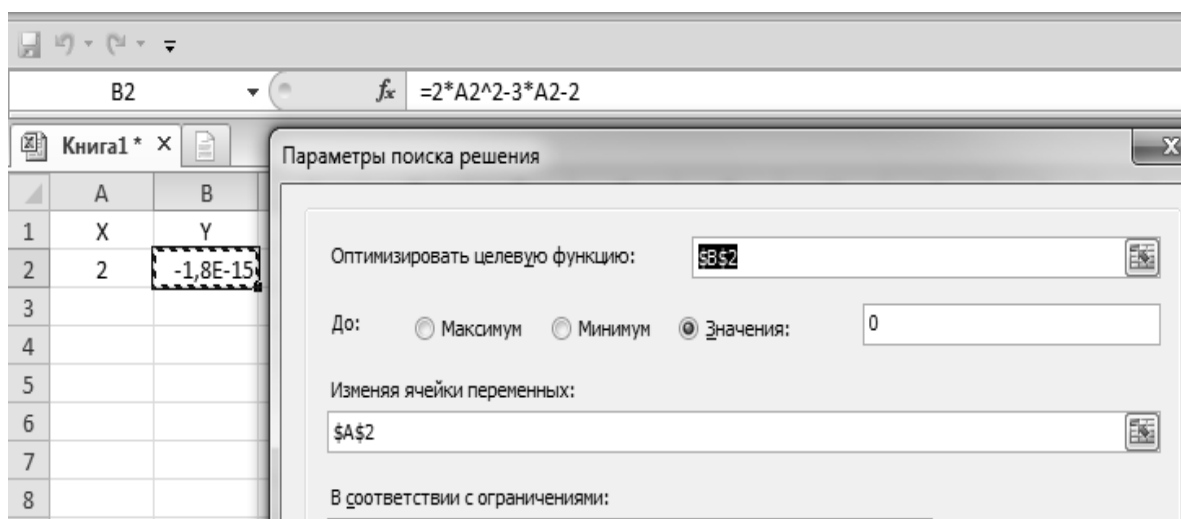 B2 fx =2*A2^2-3*A2-2
Книга1 *
Параметры поиска решения
A B
1 X Y
2 2 -1,8E-15
3
4
5
6
7
8
Оптимизировать целевую функцию: $B$2
До: Максимум Минимум Значения: 0
Изменяя ячейки переменных:
$A$2
В соответствии с ограничениями: